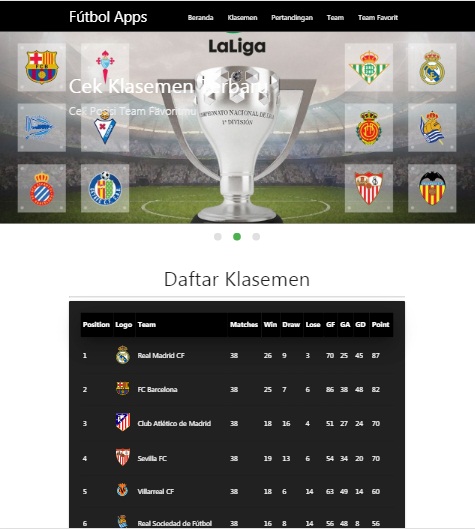 Fútbol Apps Beranda Klasemen Pertandingan Team Team Favorit
LaLiga
Cek Klasemen Terbaru
Cek Posisi Team Favoritmu
CAMPEONATO NACIONAL DE LIGA
1ª DIVISIÓN
Daftar Klasemen
Position Logo Team Matches Win Draw Lose GF GA GD Point
1 Real Madrid CF 38 26 9 3 70 25 45 87
2 FC Barcelona 38 25 7 6 86 38 48 82
3 Club Atlético de Madrid 38 18 16 4 51 27 24 70
4 Sevilla FC 38 19 13 6 54 34 20 70
5 Villarreal CF 38 18 6 14 63 49 14 60
6 Real Sociedad de Fútbol 38 16 8 14 56 48 8 56